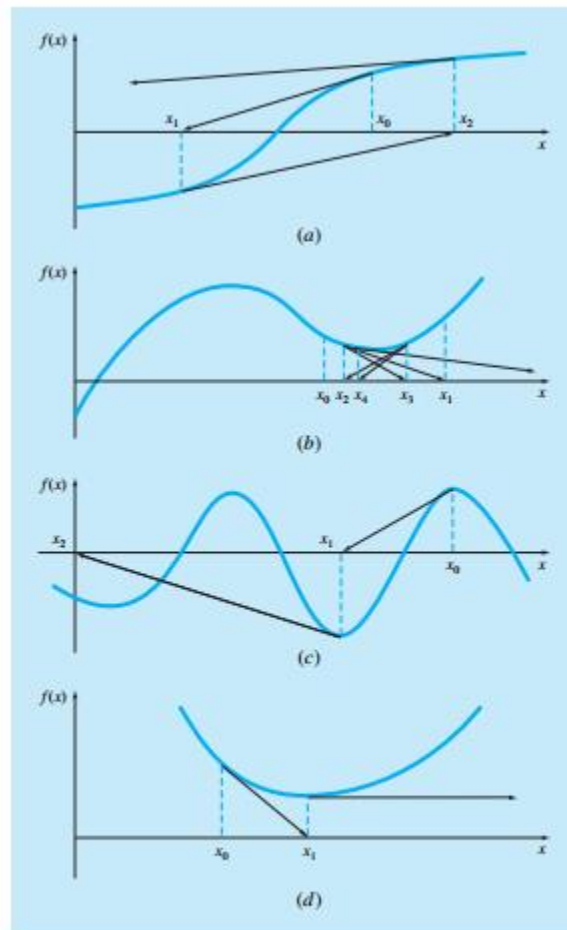 f(x)
x₁ x₀ x₂
x
(a)
f(x)
x₀ x₂ x₄ x₃ x₁ x
(b)
f(x)
x₂ x₁
x₀ x
(c)
f(x)
x₀ x₁ x
(d)